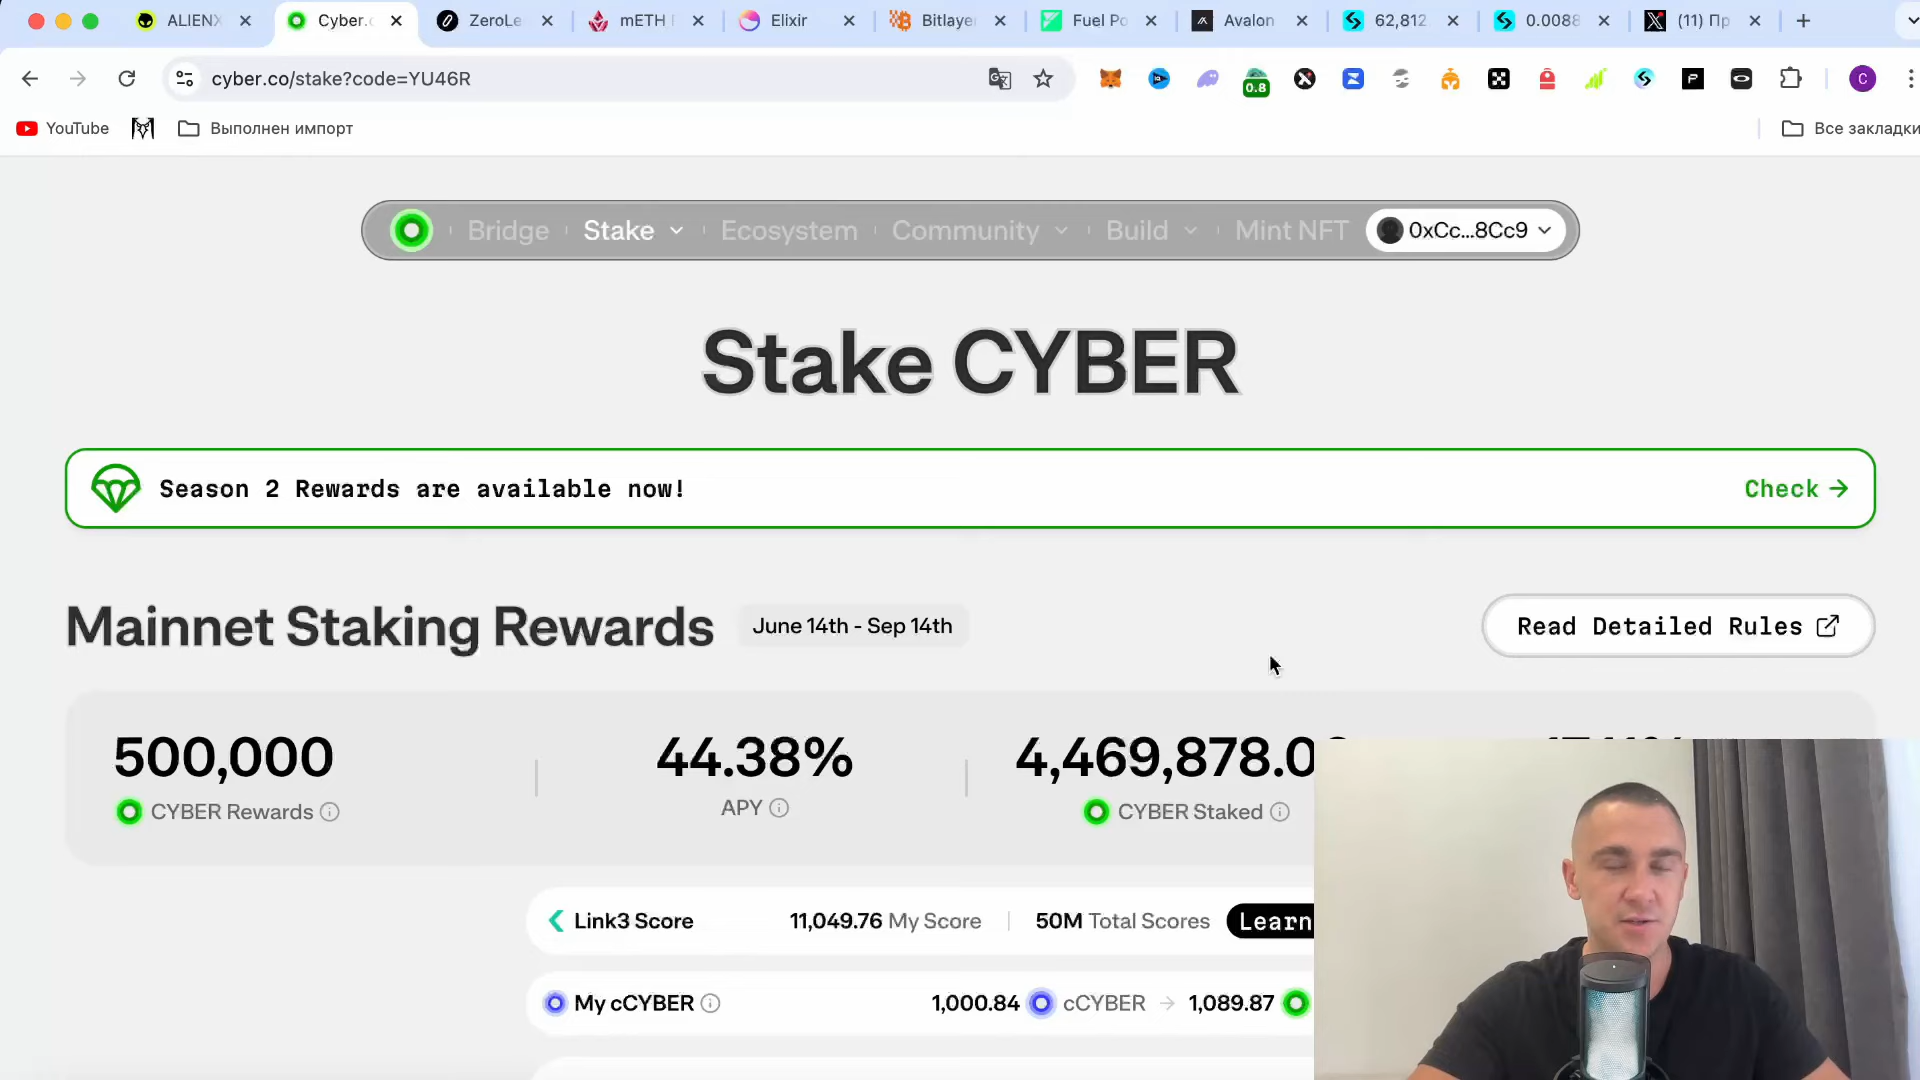 ALIENX
Cyber.c
ZeroLe
mETH
Elixir
Bitlaye
Fuel Po
Avalon
62,812
0.0088
(11) Пр
cyber.co/stake?code=YU46R
0.8
C
YouTube
Выполнен импорт
Все закладки
Bridge
Stake
Ecosystem
Community
Build
Mint NFT
0xCc...8Cc9
Stake CYBER
Season 2 Rewards are available now!
Check →
Mainnet Staking Rewards
June 14th - Sep 14th
Read Detailed Rules
500,000
44.38%
4,469,878.0
CYBER Rewards
APY
CYBER Staked
Link3 Score
11,049.76 My Score
50M Total Scores
Learn
My cCYBER
1,000.84 cCYBER → 1,089.87